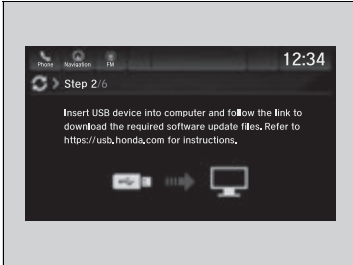 Phone Navigation FM
12:34
Step 2/6
Insert USB device into computer and follow the link to
download the required software update files. Refer to
https://usb.honda.com for instructions.